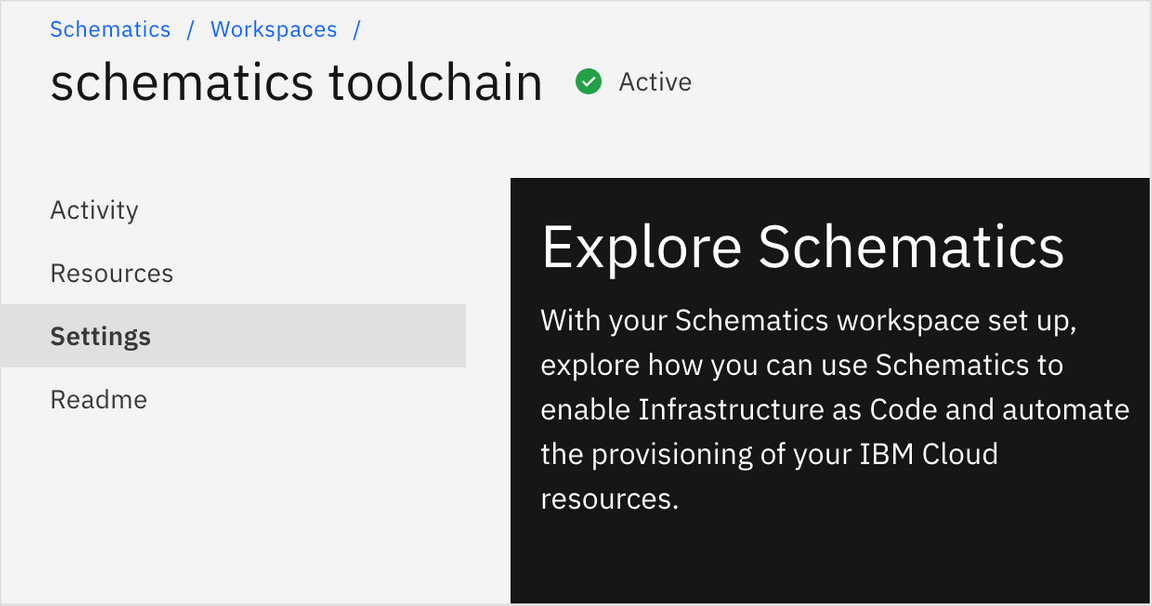 Schematics / Workspaces /
schematics toolchain Active
Activity
Resources
Settings
Readme
Explore Schematics
With your Schematics workspace set up,
explore how you can use Schematics to
enable Infrastructure as Code and automate
the provisioning of your IBM Cloud
resources.